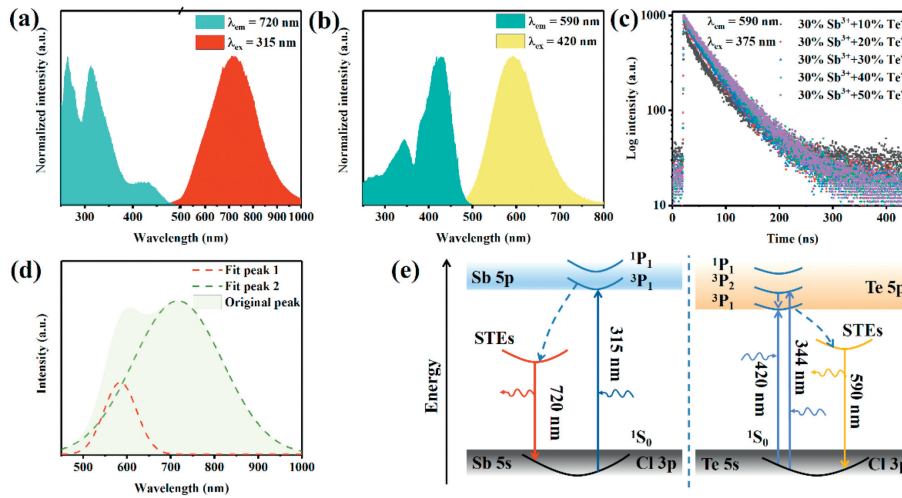 (a)
λem = 720 nm
λex = 315 nm
Normalized intensity (a.u.)
300 400 500 600 700 800 900 1000
Wavelength (nm)
(b)
λem = 590 nm
λex = 420 nm
Normalized intensity (a.u.)
300 400 500 600 700 800
Wavelength (nm)
(c)
λem = 590 nm
λex = 375 nm
30% Sb³⁺+10% Te⁴
30% Sb³⁺+20% Te⁴
30% Sb³⁺+30% Te⁴
30% Sb³⁺+40% Te⁴
30% Sb³⁺+50% Te⁴
Log intensity (a.u.)
1000
100
10
0 100 200 300 400
Time (ns)
(d)
Fit peak 1
Fit peak 2
Original peak
Intensity (a.u.)
500 600 700 800 900 1000
Wavelength (nm)
(e)
Energy
Sb 5p
¹P₁
³P₁
STEs
720 nm
315 nm
¹S₀
Sb 5s
Cl 3p
¹P₁
³P₂
³P₁
Te 5p
STEs
420 nm
344 nm
590 nm
¹S₀
Te 5s
Cl 3p